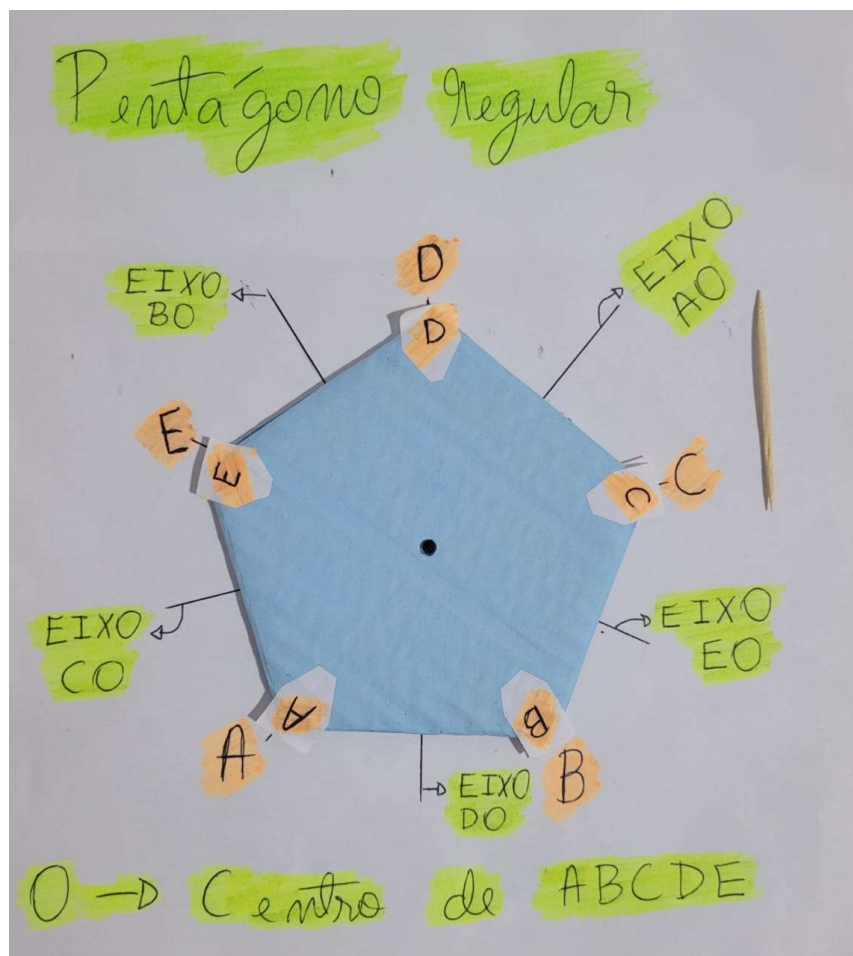 Pentágono regular
D
EIXO
AO
EIXO
BO
D
E
E
C
C
EIXO
EO
EIXO
CO
A
A
B
B
EIXO
DO
O → Centro de ABCDE